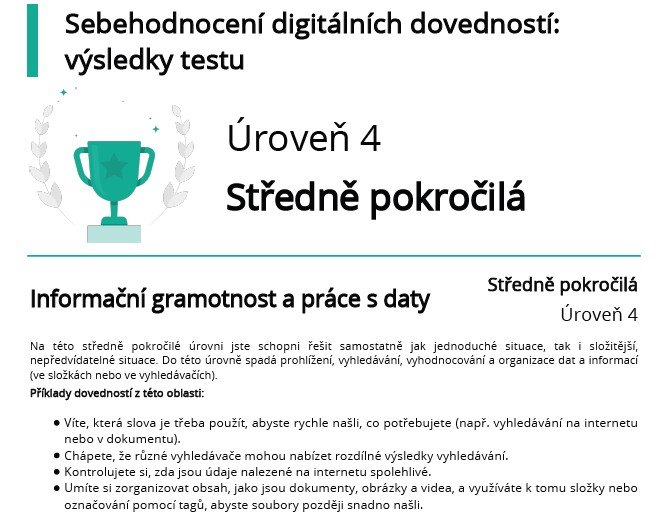 Sebehodnocení digitálních dovedností:
výsledky testu
Úroveň 4
Středně pokročilá
Informační gramotnost a práce s daty
Středně pokročilá
Úroveň 4
Na této středně pokročilé úrovni jste schopni řešit samostatně jak jednoduché situace, tak i složitější,
nepředvídatelné situace. Do této úrovně spadá prohlížení, vyhledávání, vyhodnocování a organizace dat a informací
(ve složkách nebo ve vyhledávačích).
Příklady dovedností z této oblasti:
• Víte, která slova je třeba použít, abyste rychle našli, co potřebujete (např. vyhledávání na internetu
nebo v dokumentu).
• Chápete, že různé vyhledávače mohou nabízet rozdílné výsledky vyhledávání.
• Kontrolujete si, zda jsou údaje nalezené na internetu spolehlivé.
• Umíte si zorganizovat obsah, jako jsou dokumenty, obrázky a videa, a využíváte k tomu složky nebo
označování pomocí tagů, abyste soubory později snadno našli.